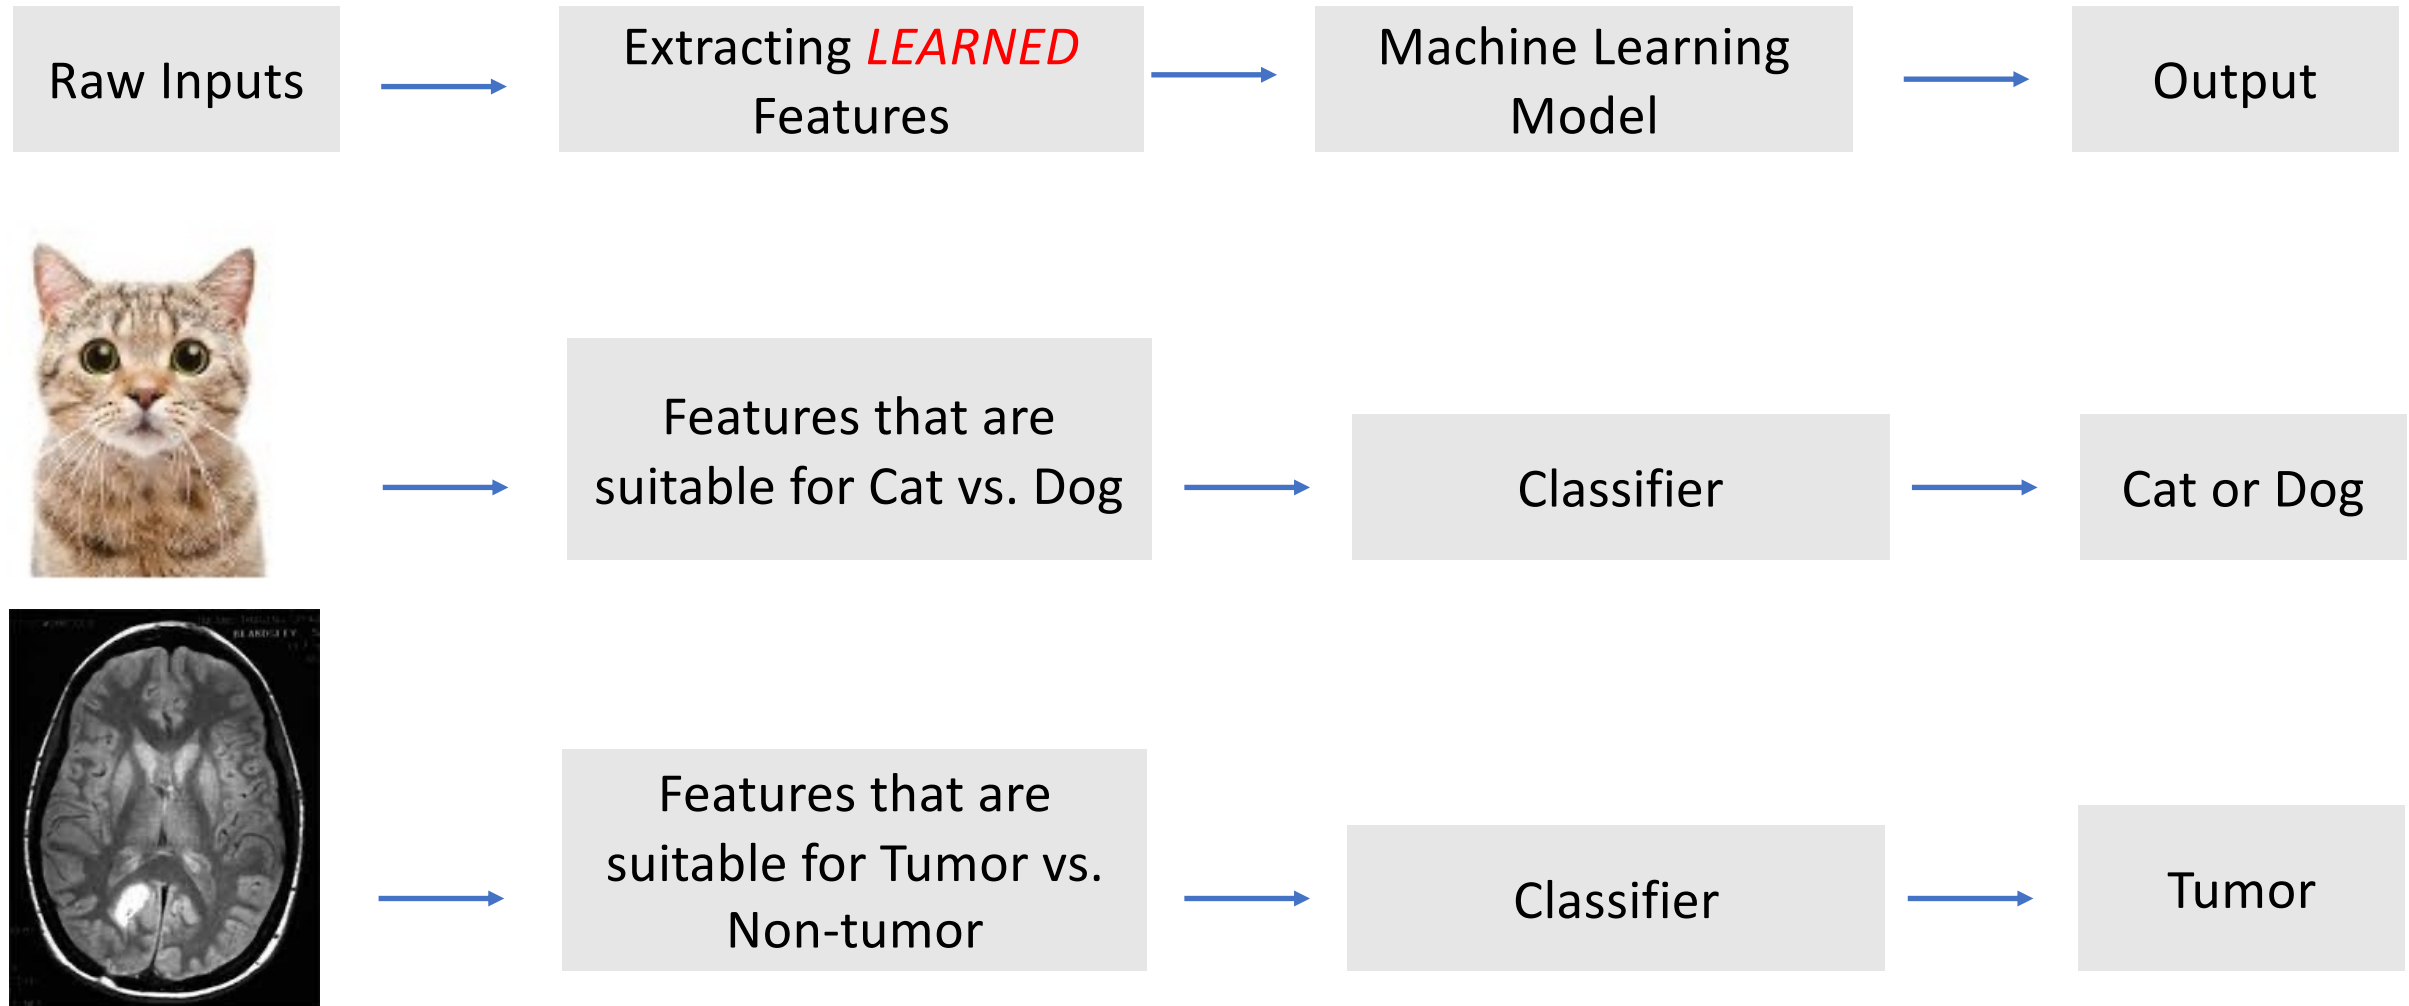 Raw Inputs
Extracting LEARNED
Features
Machine Learning
Model
Output
Features that are
suitable for Cat vs. Dog
Classifier
Cat or Dog
BEARDSLEY
Features that are
suitable for Tumor vs.
Non-tumor
Classifier
Tumor